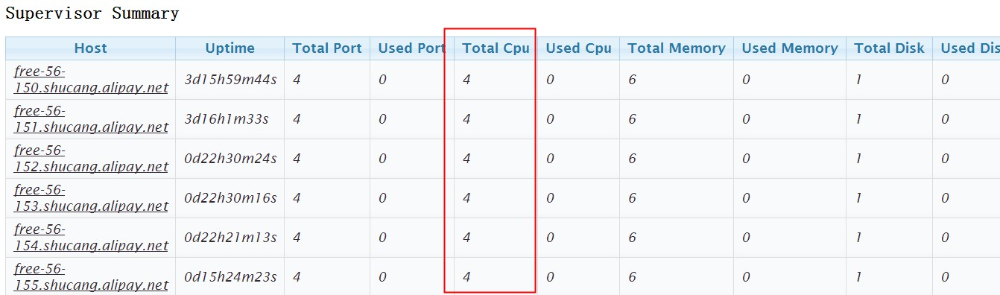 Supervisor Summary
Host Uptime Total Port Used Port Total Cpu Used Cpu Total Memory Used Memory Total Disk Used Dis
free-56-
150.shucang.alipay.net 3d15h59m44s 4 0 4 0 6 0 1 0
free-56-
151.shucang.alipay.net 3d16h1m33s 4 0 4 0 6 0 1 0
free-56-
152.shucang.alipay.net 0d22h30m24s 4 0 4 0 6 0 1 0
free-56-
153.shucang.alipay.net 0d22h30m16s 4 0 4 0 6 0 1 0
free-56-
154.shucang.alipay.net 0d22h21m13s 4 0 4 0 6 0 1 0
free-56-
155.shucang.alipay.net 0d15h24m23s 4 0 4 0 6 0 1 0